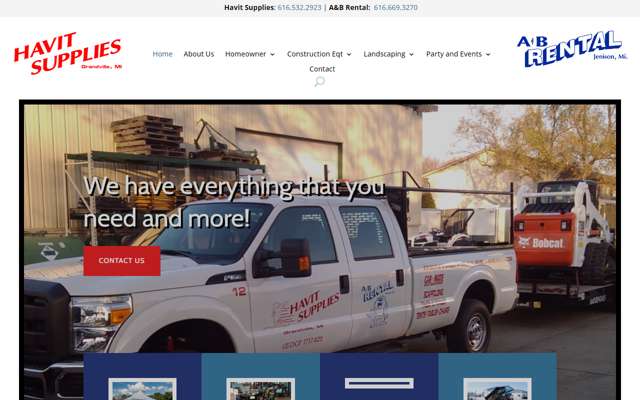 Havit Supplies: 616.532.2923 | A&B Rental: 616.669.3270
HAVIT
SUPPLIES
Grandville, MI
Home
About Us
Homeowner
Construction Eqt
Landscaping
Party and Events
Contact
A&B
RENTAL
Jenison, Mi.
We have everything that you
need and more!
CONTACT US
12
HAVIT
SUPPLIES
A&B
RENTAL
Bobcat